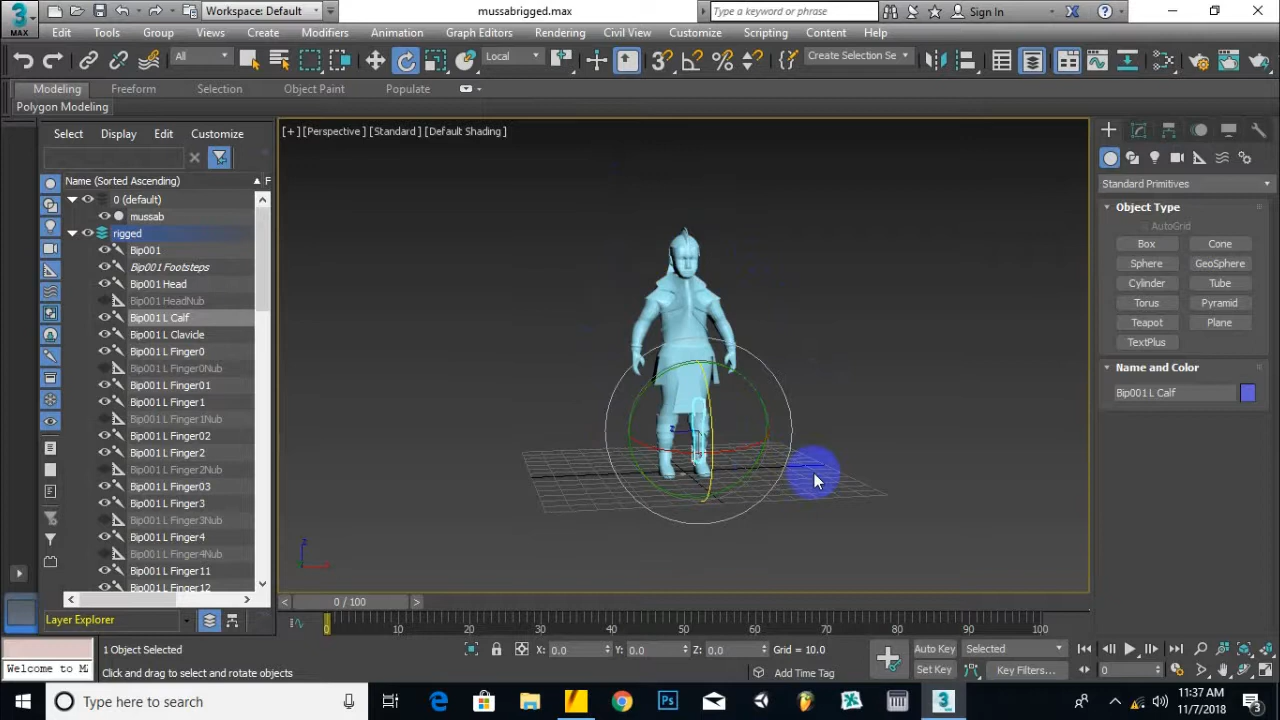 3
MAX
Workspace: Default
mussabrigged.max
Type a keyword or phrase
Sign In
Edit Tools Group Views Create Modifiers Animation Graph Editors Rendering Civil View Customize Scripting Content Help
All
Local
Create Selection Se
Modeling Freeform Selection Object Paint Populate
Polygon Modeling
Select Display Edit Customize
Name (Sorted Ascending) F
0 (default)
mussab
rigged
Bip001
Bip001 Footsteps
Bip001 Head
Bip001 HeadNub
Bip001 L Calf
Bip001 L Clavicle
Bip001 L Finger0
Bip001 L Finger0Nub
Bip001 L Finger01
Bip001 L Finger1
Bip001 L Finger1Nub
Bip001 L Finger02
Bip001 L Finger2
Bip001 L Finger2Nub
Bip001 L Finger03
Bip001 L Finger3
Bip001 L Finger3Nub
Bip001 L Finger4
Bip001 L Finger4Nub
Bip001 L Finger11
Bip001 L Finger12
Layer Explorer
[+] [Perspective ] [Standard ] [Default Shading ]
z
z
Standard Primitives
Object Type
AutoGrid
Box Cone
Sphere GeoSphere
Cylinder Tube
Torus Pyramid
Teapot Plane
TextPlus
Name and Color
Bip001 L Calf
< 0 / 100 >
0 10 20 30 40 50 60 70 80 90 100
1 Object Selected
X: 0.0 Y: 0.0 Z: 0.0 Grid = 10.0
Auto Key Selected
Welcome to MA
Click and drag to select and rotate objects
Add Time Tag
Set Key Key Filters...
0
Type here to search
1:37 AM
11/7/2018